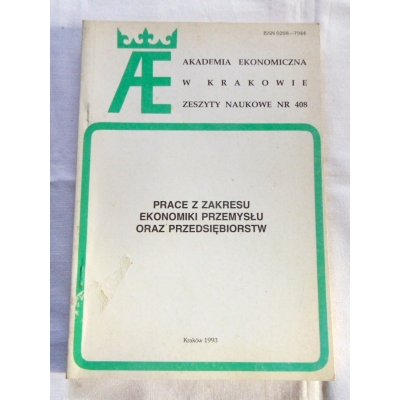 ISSN 0208-7944
Æ
AKADEMIA EKONOMICZNA
W KRAKOWIE
ZESZYTY NAUKOWE NR 408
PRACE Z ZAKRESU
EKONOMIKI PRZEMYSŁU
ORAZ PRZEDSIĘBIORSTW
Kraków 1993